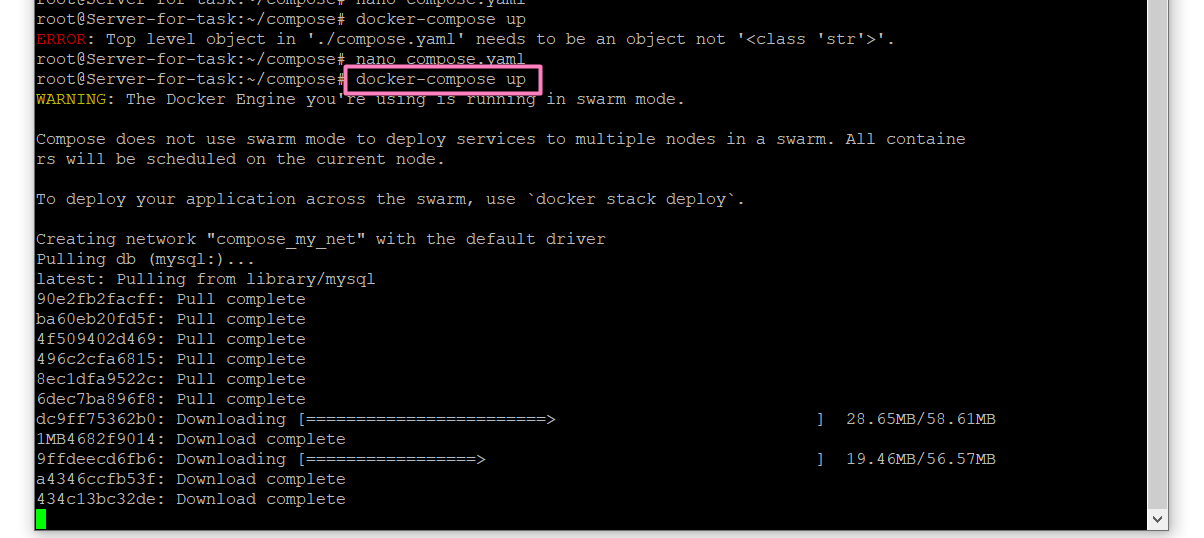 root@Server-for-task:~/compose# nano compose.yaml
root@Server-for-task:~/compose# docker-compose up
ERROR: Top level object in './compose.yaml' needs to be an object not '<class 'str'>'.
root@Server-for-task:~/compose# nano compose.yaml
root@Server-for-task:~/compose# docker-compose up
WARNING: The Docker Engine you're using is running in swarm mode.
Compose does not use swarm mode to deploy services to multiple nodes in a swarm. All containe
rs will be scheduled on the current node.
To deploy your application across the swarm, use `docker stack deploy`.
Creating network "compose_my_net" with the default driver
Pulling db (mysql:)...
latest: Pulling from library/mysql
90e2fb2facff: Pull complete
ba60eb20fd5f: Pull complete
4f509402d469: Pull complete
496c2cfa6815: Pull complete
8ec1dfa9522c: Pull complete
6dec7ba896f8: Pull complete
dc9ff75362b0: Downloading [========================>                          ]  28.65MB/58.61MB
1MB4682f9014: Download complete
9ffdeecd6fb6: Downloading [=================>                                 ]  19.46MB/56.57MB
a4346ccfb53f: Download complete
434c13bc32de: Download complete